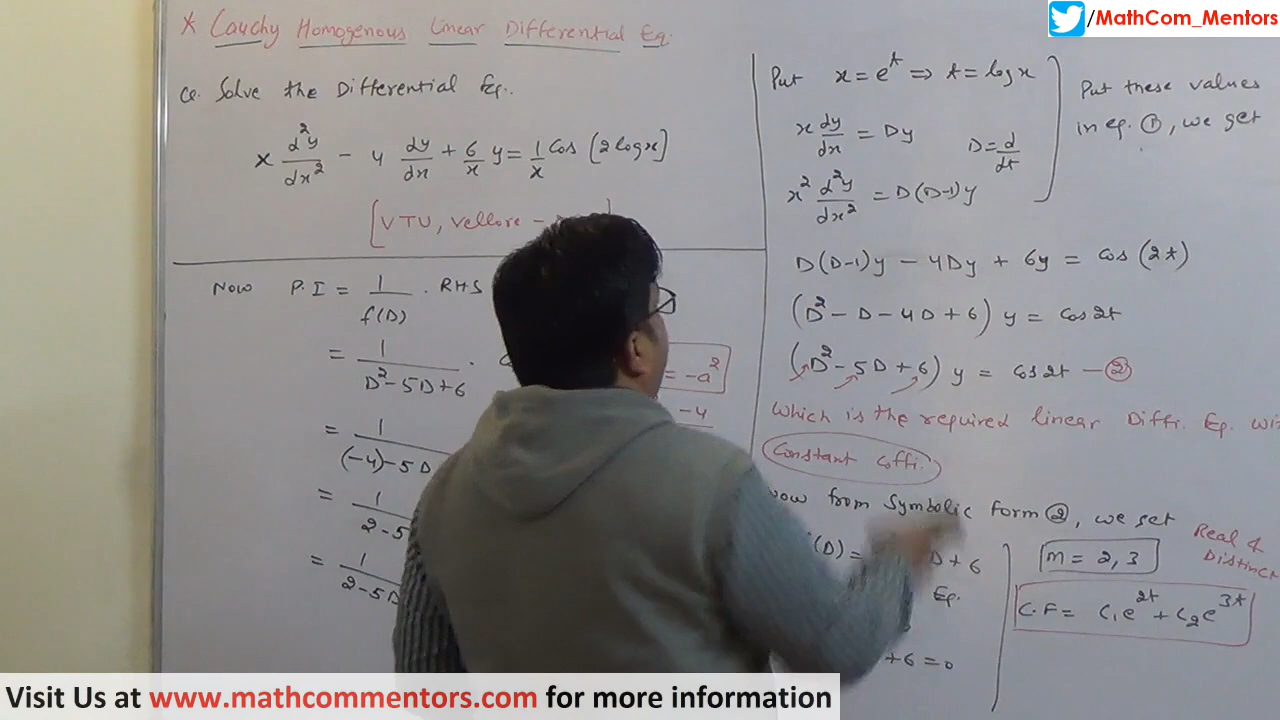 /MathCom_Mentors
* Cauchy Homogenous Linear Differential Eq.
Q. Solve the Differential Eq..
x d²y/dx² - 4 dy/dx + 6/x y = 1/x Cos [2 log x]
[VTU, Vellore -
Now P.I = 1/f(D) . RHS
= 1/(D² - 5D + 6) .
= -a²
-4
= 1/((-4) - 5D
= 1/(2 - 5
= 1/(2 - 5D
Put x = e^t ⇒ t = log x
x dy/dx = Dy D = d/dt
x² d²y/dx² = D(D-1)y
Put these values
in eq. ①, we get
D(D-1)y - 4Dy + 6y = Cos (2t)
(D² - D - 4D + 6) y = Cos 2t
(D² - 5D + 6) y = Cos 2t — ②
Which is the required linear Diffr. Eq.
Constant Coffi.
Now from Symbolic form ②, we get
(D) = D + 6
Eq.
+ 6 = 0
m = 2, 3
Real &
Distinct
C.F = C₁e^2t + C₂e^3t
Visit Us at www.mathcommentors.com for more information